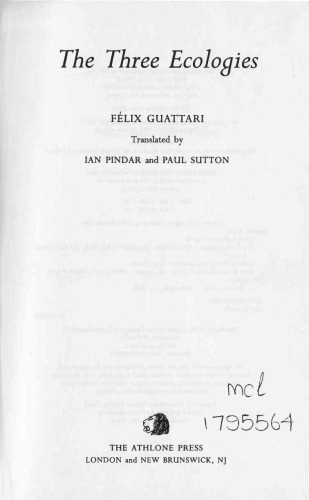 The Three Ecologies
FÉLIX GUATTARI
Translated by
IAN PINDAR and PAUL SUTTON
mcl
1795564
THE ATHLONE PRESS
LONDON and NEW BRUNSWICK, NJ